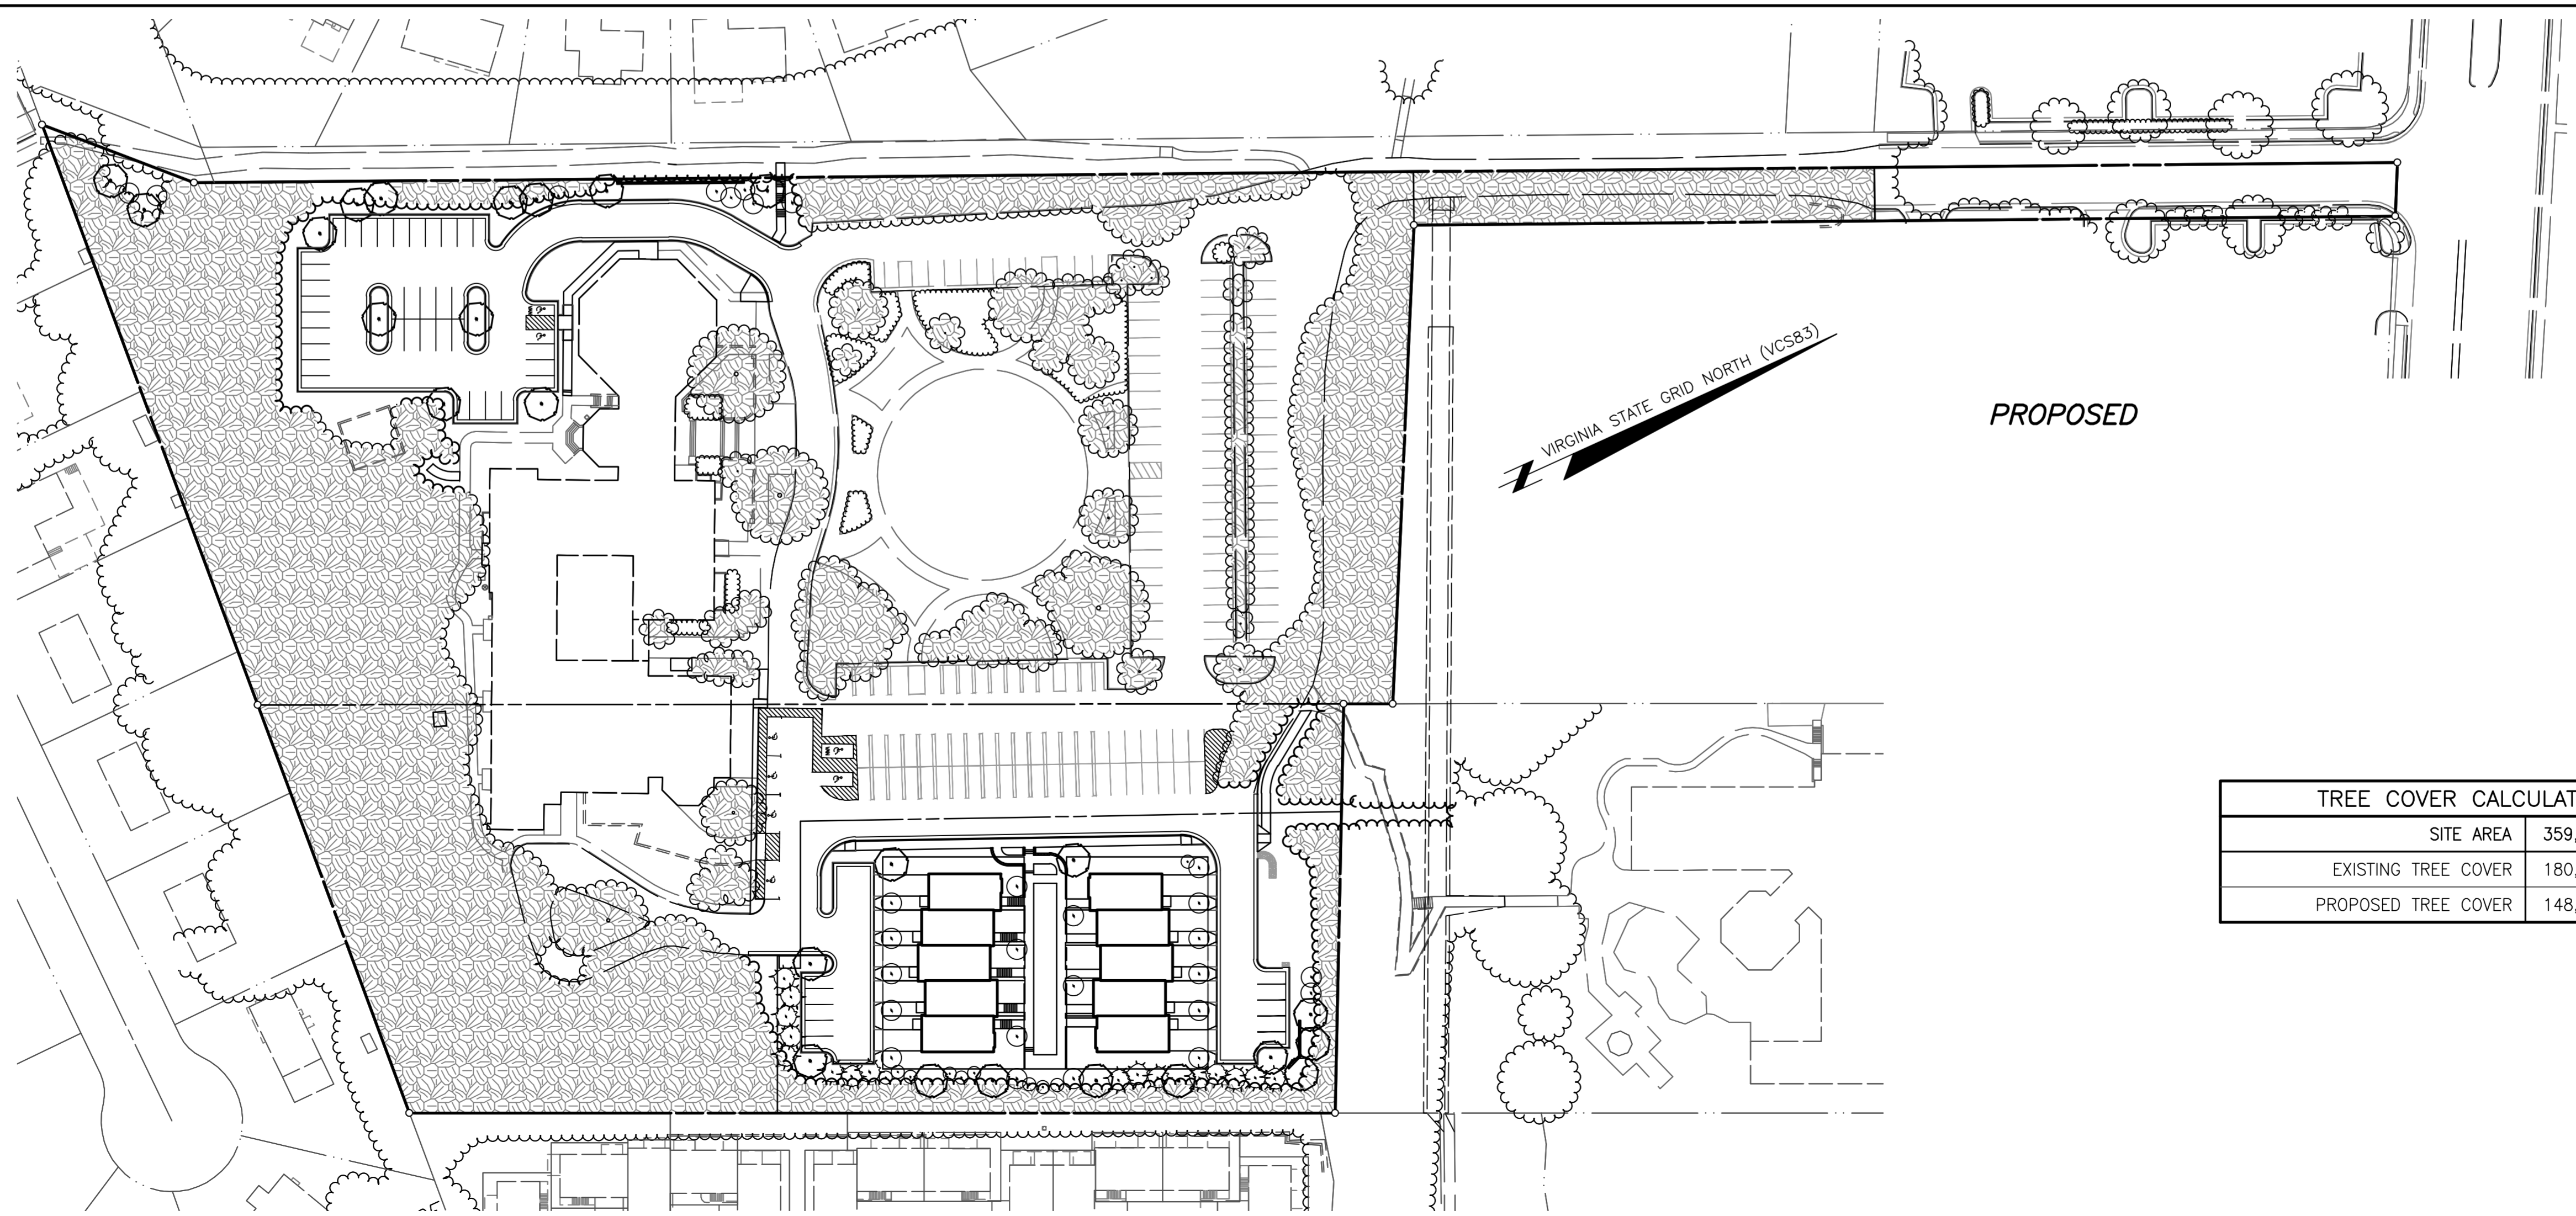 VIRGINIA STATE GRID NORTH (VCS83)
PROPOSED
TREE COVER CALCULAT
SITE AREA 359,
EXISTING TREE COVER 180,
PROPOSED TREE COVER 148,